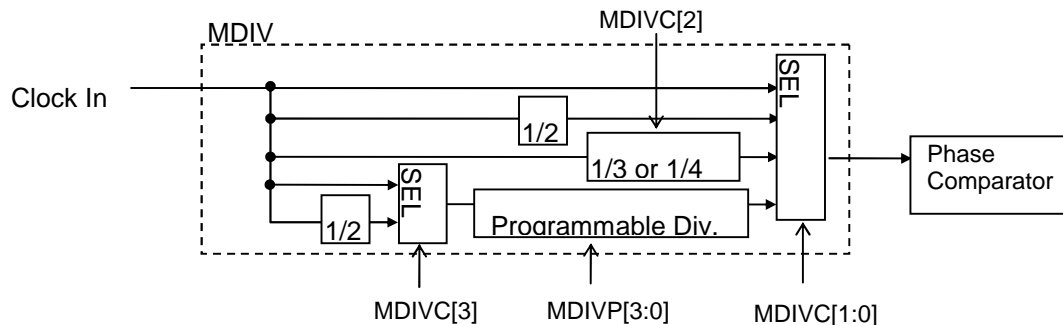 MDIVC[2]
MDIV
Clock In
SEL
1/2
1/3 or 1/4
Phase
Comparator
SEL
1/2
Programmable Div.
MDIVC[3]
MDIVP[3:0]
MDIVC[1:0]